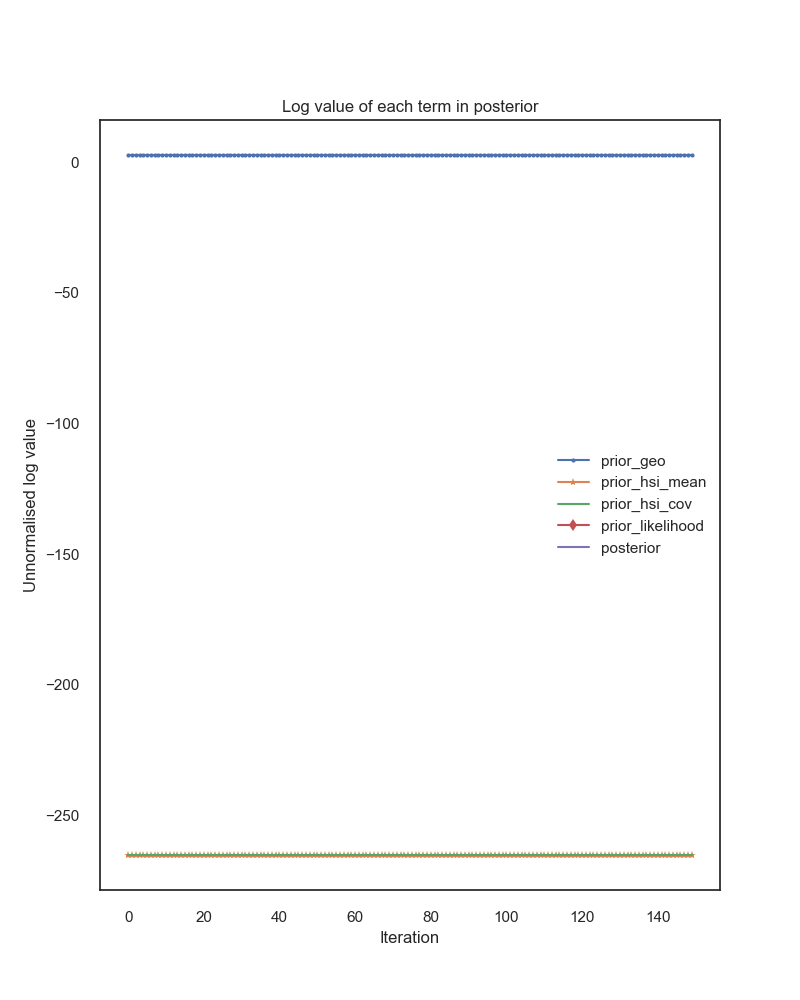 Log value of each term in posterior
0
−50
−100
−150
−200
−250
Unnormalised log value
prior_geo
prior_hsi_mean
prior_hsi_cov
prior_likelihood
posterior
0 20 40 60 80 100 120 140
Iteration